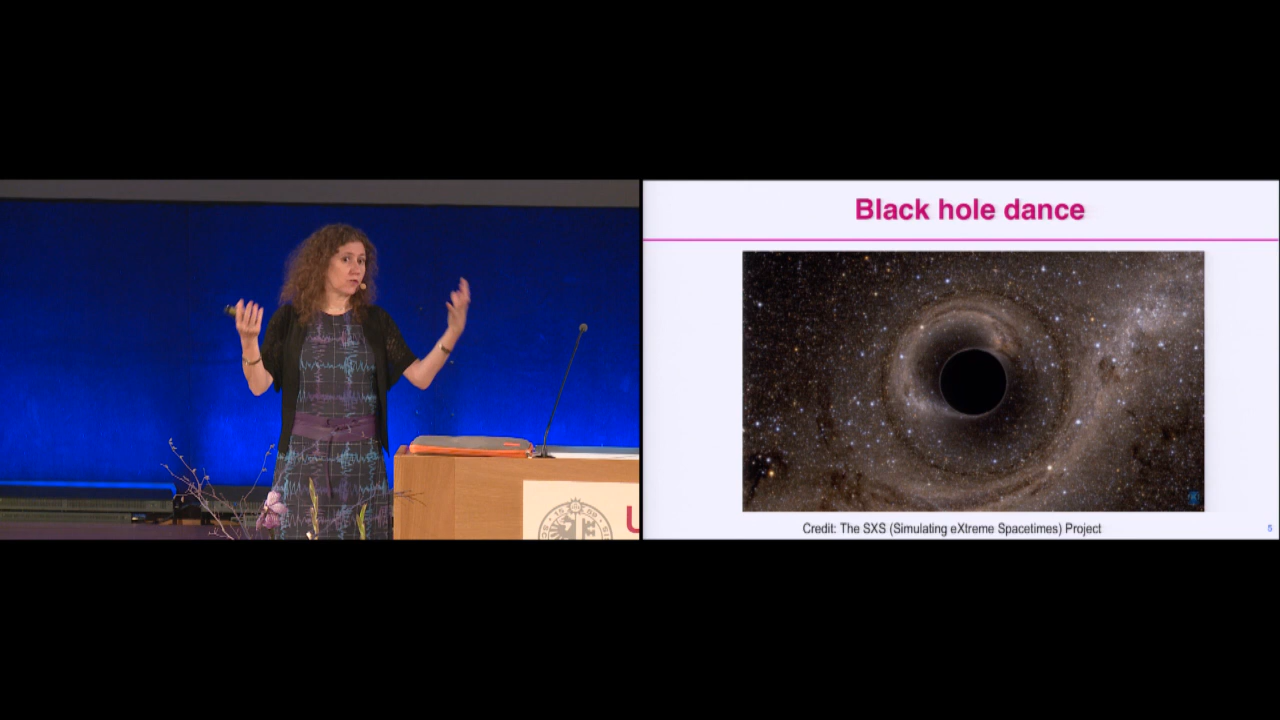 Black hole dance
Credit: The SXS (Simulating eXtreme Spacetimes) Project
5
U